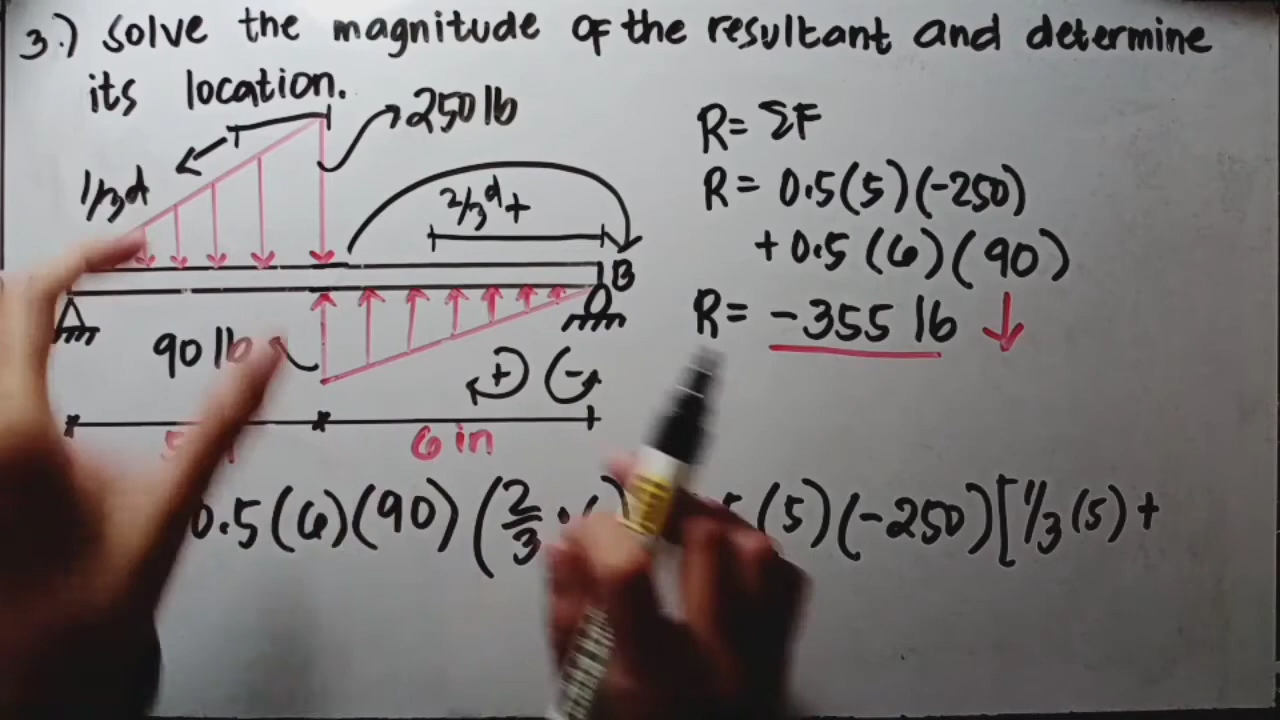 3.) solve the magnitude of the resultant and determine
its location.
250 lb
1/3 d
2/3 d +
B
90 lb
(+) (-)
6 in
R = ΣF
R = 0.5(5)(-250)
+ 0.5 (6)(90)
R = -355 lb ↓
0.5(6)(90)(2/3 · 5(5)(-250)[1/3(5) +